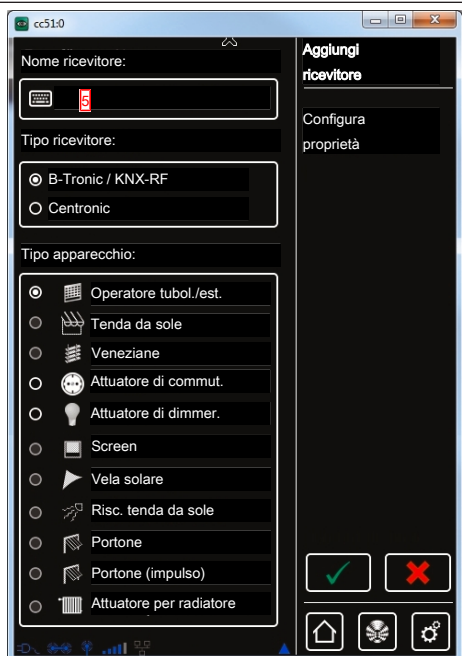 cc51:0
Nome ricevitore:
5
Tipo ricevitore:
B-Tronic / KNX-RF
Centronic
Tipo apparecchio:
Operatore tubol./est.
Tenda da sole
Veneziane
Attuatore di commut.
Attuatore di dimmer.
Screen
Vela solare
Risc. tenda da sole
Portone
Portone (impulso)
Attuatore per radiatore
Aggiungi
ricevitore
Configura
proprietà